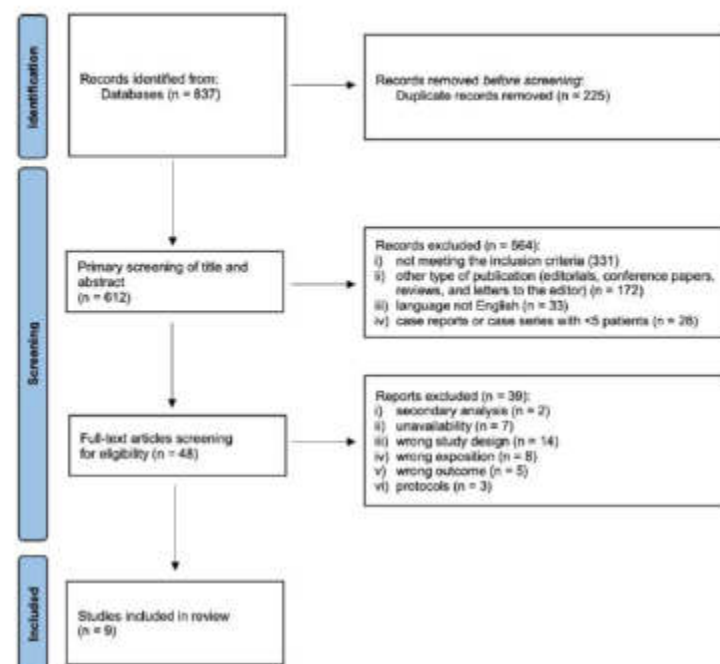 Identification
Records identified from:
Databases (n = 837)
Records removed before screening:
Duplicate records removed (n = 225)
Screening
Primary screening of title and
abstract
(n = 612)
Records excluded (n = 564):
i) not meeting the inclusion criteria (331)
ii) other type of publication (editorials, conference papers,
reviews, and letters to the editor) (n = 172)
iii) language not English (n = 33)
iv) case reports or case series with <5 patients (n = 28)
Full-text articles screening
for eligibility (n = 48)
Reports excluded (n = 39):
i) secondary analysis (n = 2)
ii) unavailability (n = 7)
iii) wrong study design (n = 14)
iv) wrong exposition (n = 8)
v) wrong outcome (n = 5)
vi) protocols (n = 3)
Included
Studies included in review
(n = 9)